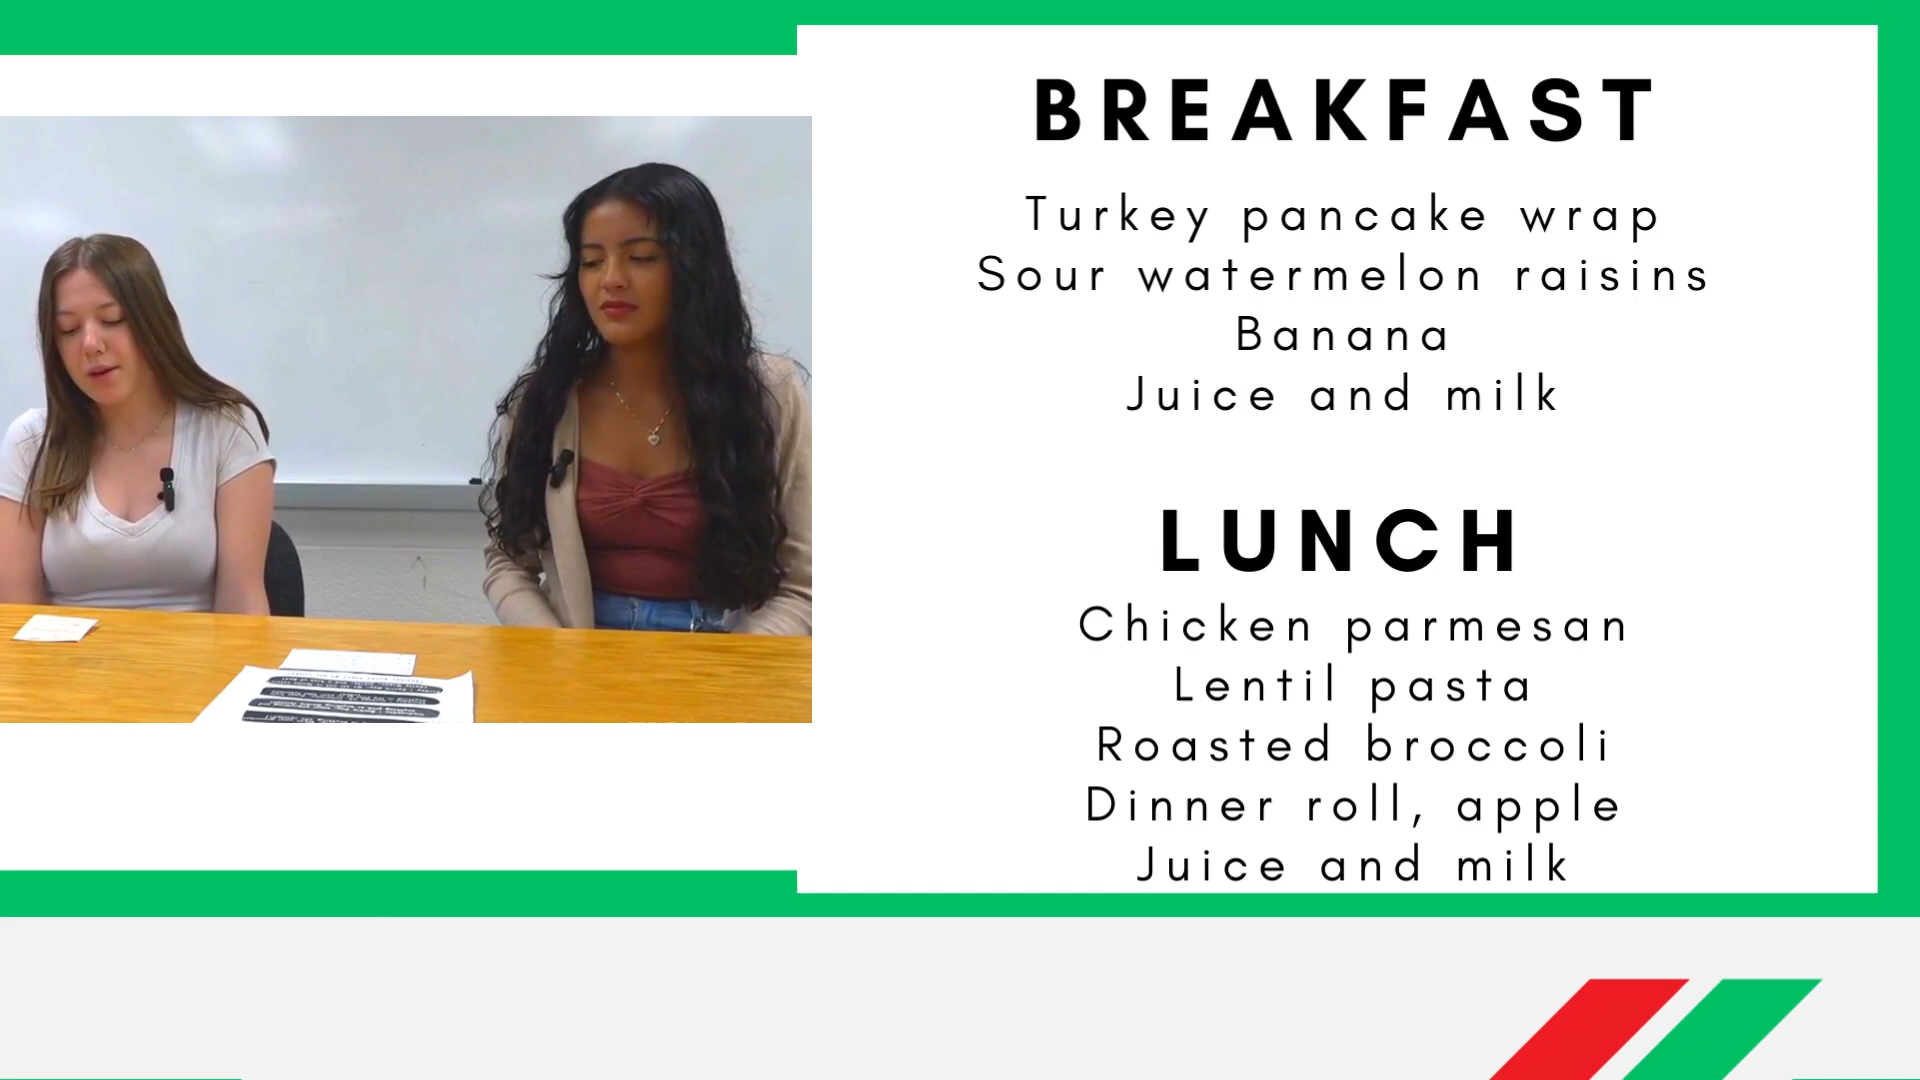 BREAKFAST
Turkey pancake wrap
Sour watermelon raisins
Banana
Juice and milk
LUNCH
Chicken parmesan
Lentil pasta
Roasted broccoli
Dinner roll, apple
Juice and milk